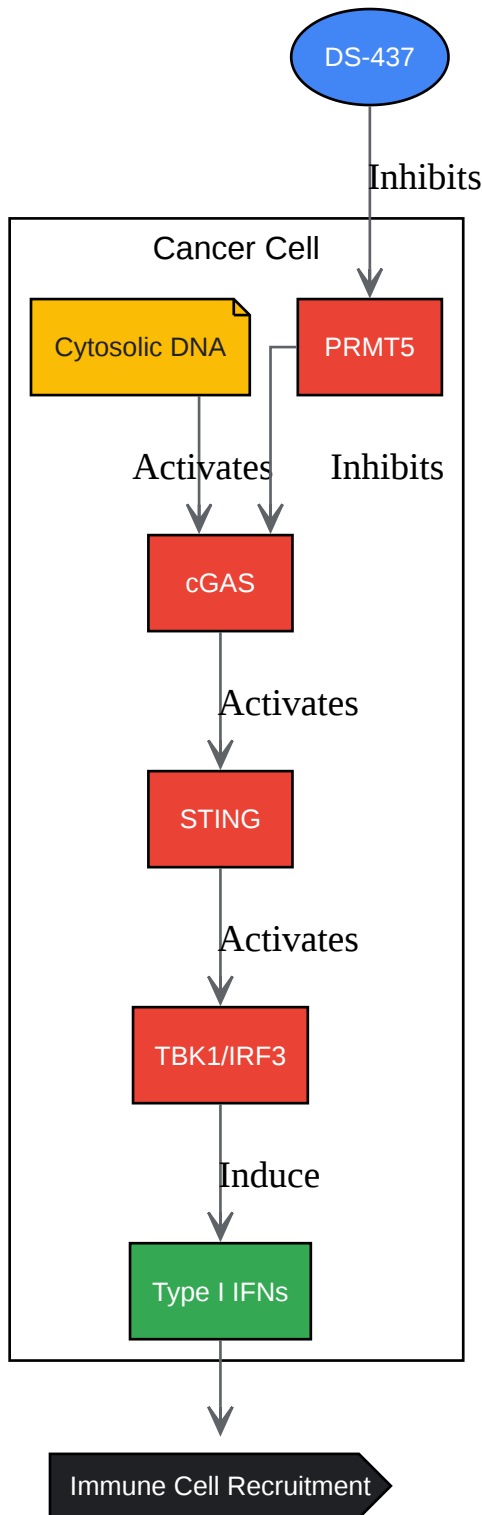 DS-437
Inhibits
Cancer Cell
Cytosolic DNA
PRMT5
Activates
Inhibits
cGAS
Activates
STING
Activates
TBK1/IRF3
Induce
Type I IFNs
Immune Cell Recruitment